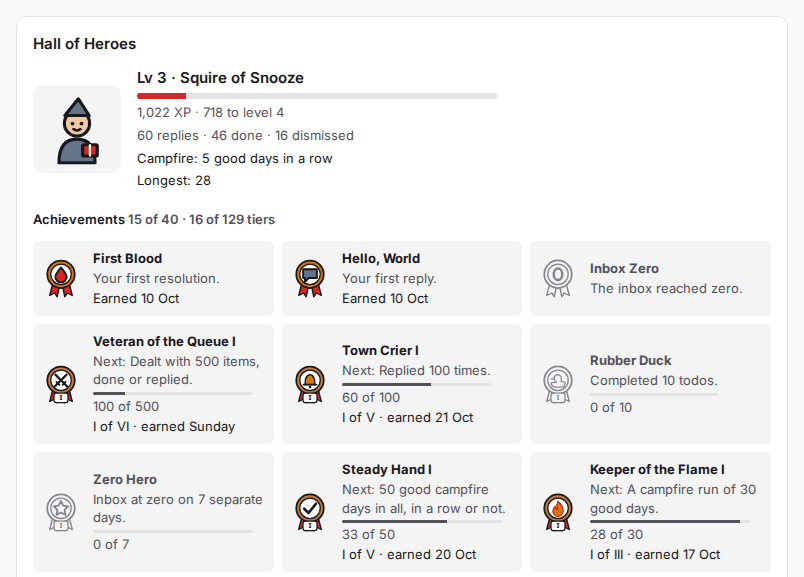 Hall of Heroes
Lv 3 · Squire of Snooze
1,022 XP · 718 to level 4
60 replies · 46 done · 16 dismissed
Campfire: 5 good days in a row
Longest: 28
Achievements 15 of 40 · 16 of 129 tiers
First Blood
Your first resolution.
Earned 10 Oct
Hello, World
Your first reply.
Earned 10 Oct
0
Inbox Zero
The inbox reached zero.
I
Veteran of the Queue I
Next: Dealt with 500 items,
done or replied.
100 of 500
I of VI · earned Sunday
I
Town Crier I
Next: Replied 100 times.
60 of 100
I of V · earned 21 Oct
I
Rubber Duck
Completed 10 todos.
0 of 10
I
Zero Hero
Inbox at zero on 7 separate
days.
0 of 7
I
Steady Hand I
Next: 50 good campfire
days in all, in a row or not.
33 of 50
I of V · earned 20 Oct
I
Keeper of the Flame I
Next: A campfire run of 30
good days.
28 of 30
I of III · earned 17 Oct